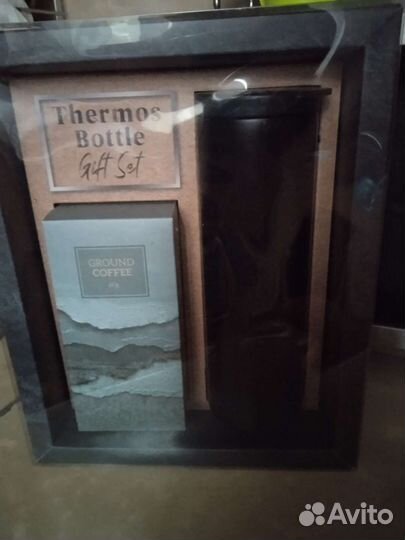 Thermos
Bottle
Gift Set
GROUND
COFFEE
Avito